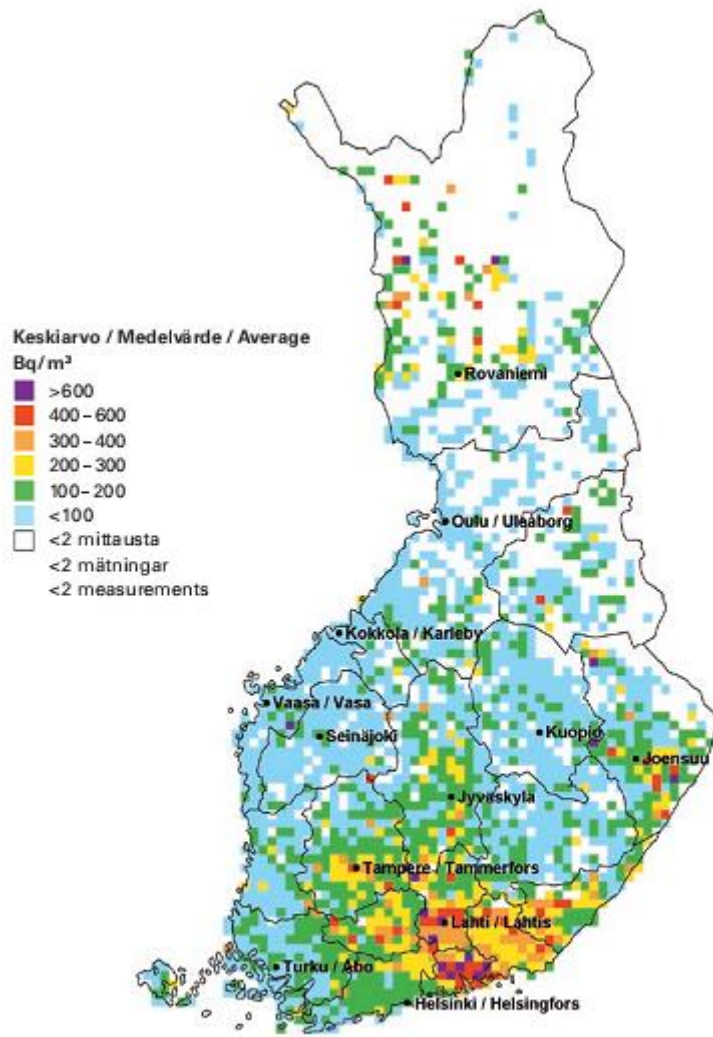 Keskiarvo / Medelvärde / Average
Bq/m³
>600
400–600
300–400
200–300
100–200
<100
<2 mittausta
<2 mätningar
<2 measurements
Rovaniemi
Oulu / Uleåborg
Kokkola / Karleby
Vaasa / Vasa
Seinäjoki
Kuopio
Joensuu
Jyväskylä
Tampere / Tammerfors
Lahti / Lahtis
Turku / Åbo
Helsinki / Helsingfors